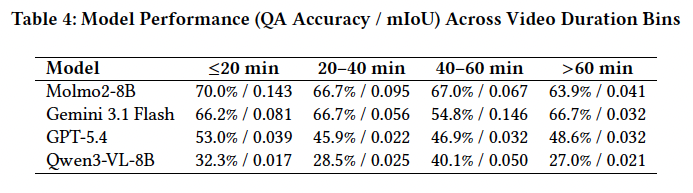 Table 4: Model Performance (QA Accuracy / mIoU) Across Video Duration Bins
Model ≤20 min 20–40 min 40–60 min >60 min
Molmo2-8B 70.0% / 0.143 66.7% / 0.095 67.0% / 0.067 63.9% / 0.041
Gemini 3.1 Flash 66.2% / 0.081 66.7% / 0.056 54.8% / 0.146 66.7% / 0.032
GPT-5.4 53.0% / 0.039 45.9% / 0.022 46.9% / 0.032 48.6% / 0.032
Qwen3-VL-8B 32.3% / 0.017 28.5% / 0.025 40.1% / 0.050 27.0% / 0.021